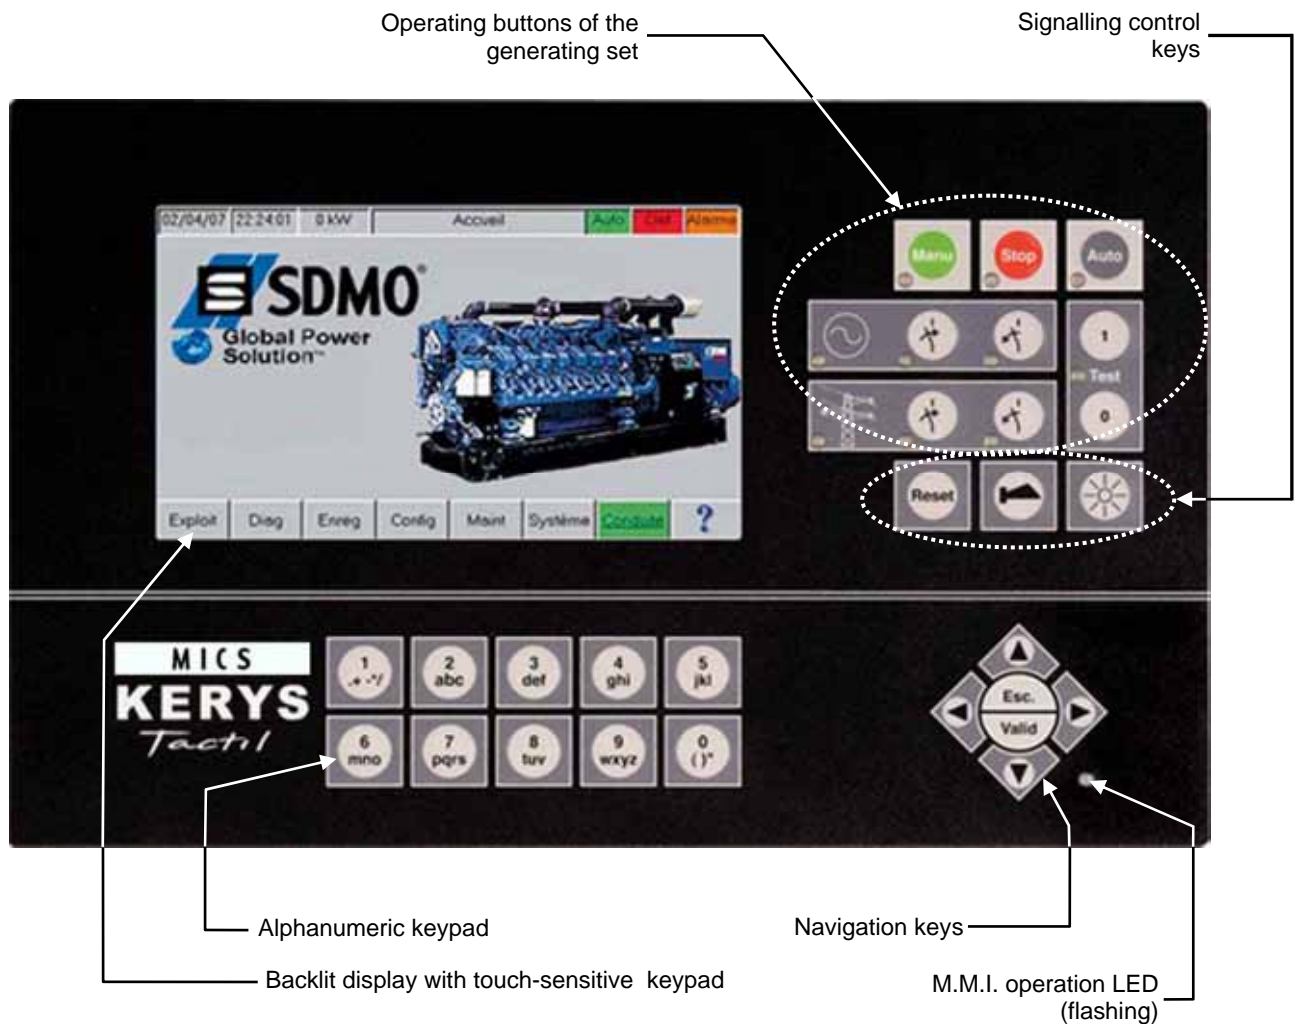 Operating buttons of the
generating set
Signalling control
keys
02/04/07 22:24:01 0 kW Accueil Auto Def Alarme
SDMO®
Global Power
Solution™
Manu Stop Auto
1
Test
0
Reset
Exploit Diag Enreg Config Maint Système Conduite ?
MICS
KERYS
Tactil
1 2 3 4 5
.+-*/ abc def ghi jkl
6 7 8 9 0
mno pqrs tuv wxyz ( )"
Esc.
Valid
Alphanumeric keypad
Navigation keys
Backlit display with touch-sensitive keypad
M.M.I. operation LED
(flashing)